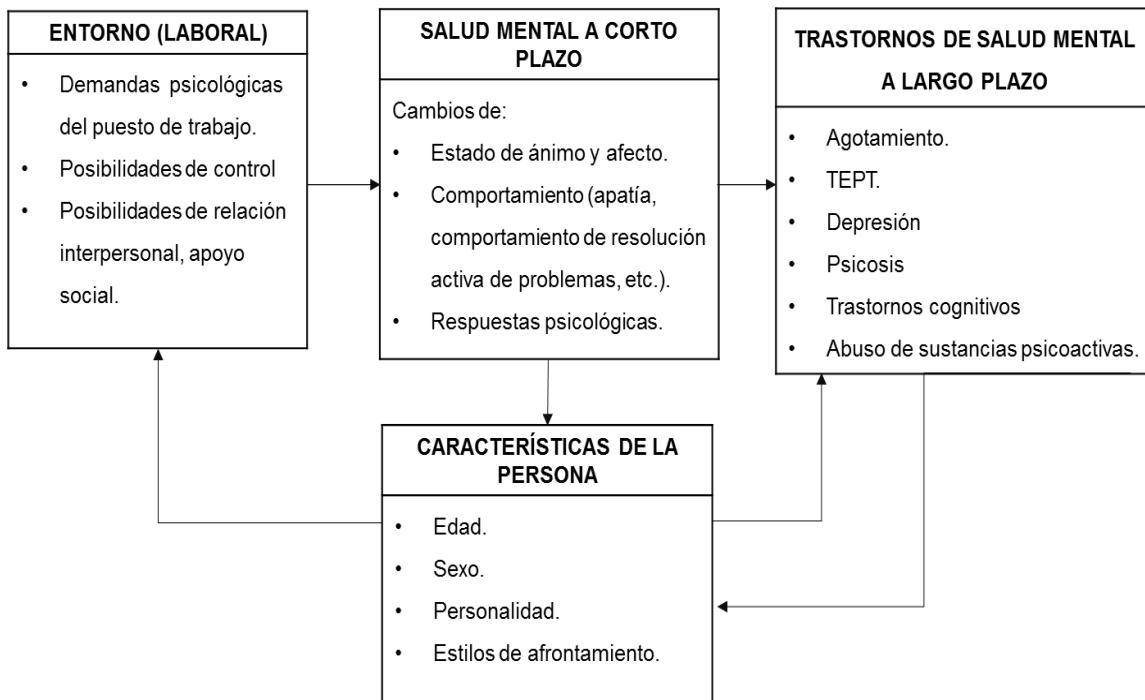 ENTORNO (LABORAL)
• Demandas psicológicas
del puesto de trabajo.
• Posibilidades de control
• Posibilidades de relación
interpersonal, apoyo
social.
SALUD MENTAL A CORTO
PLAZO
Cambios de:
• Estado de ánimo y afecto.
• Comportamiento (apatía,
comportamiento de resolución
activa de problemas, etc.).
• Respuestas psicológicas.
TRASTORNOS DE SALUD MENTAL
A LARGO PLAZO
• Agotamiento.
• TEPT.
• Depresión
• Psicosis
• Trastornos cognitivos
• Abuso de sustancias psicoactivas.
CARACTERÍSTICAS DE LA
PERSONA
• Edad.
• Sexo.
• Personalidad.
• Estilos de afrontamiento.